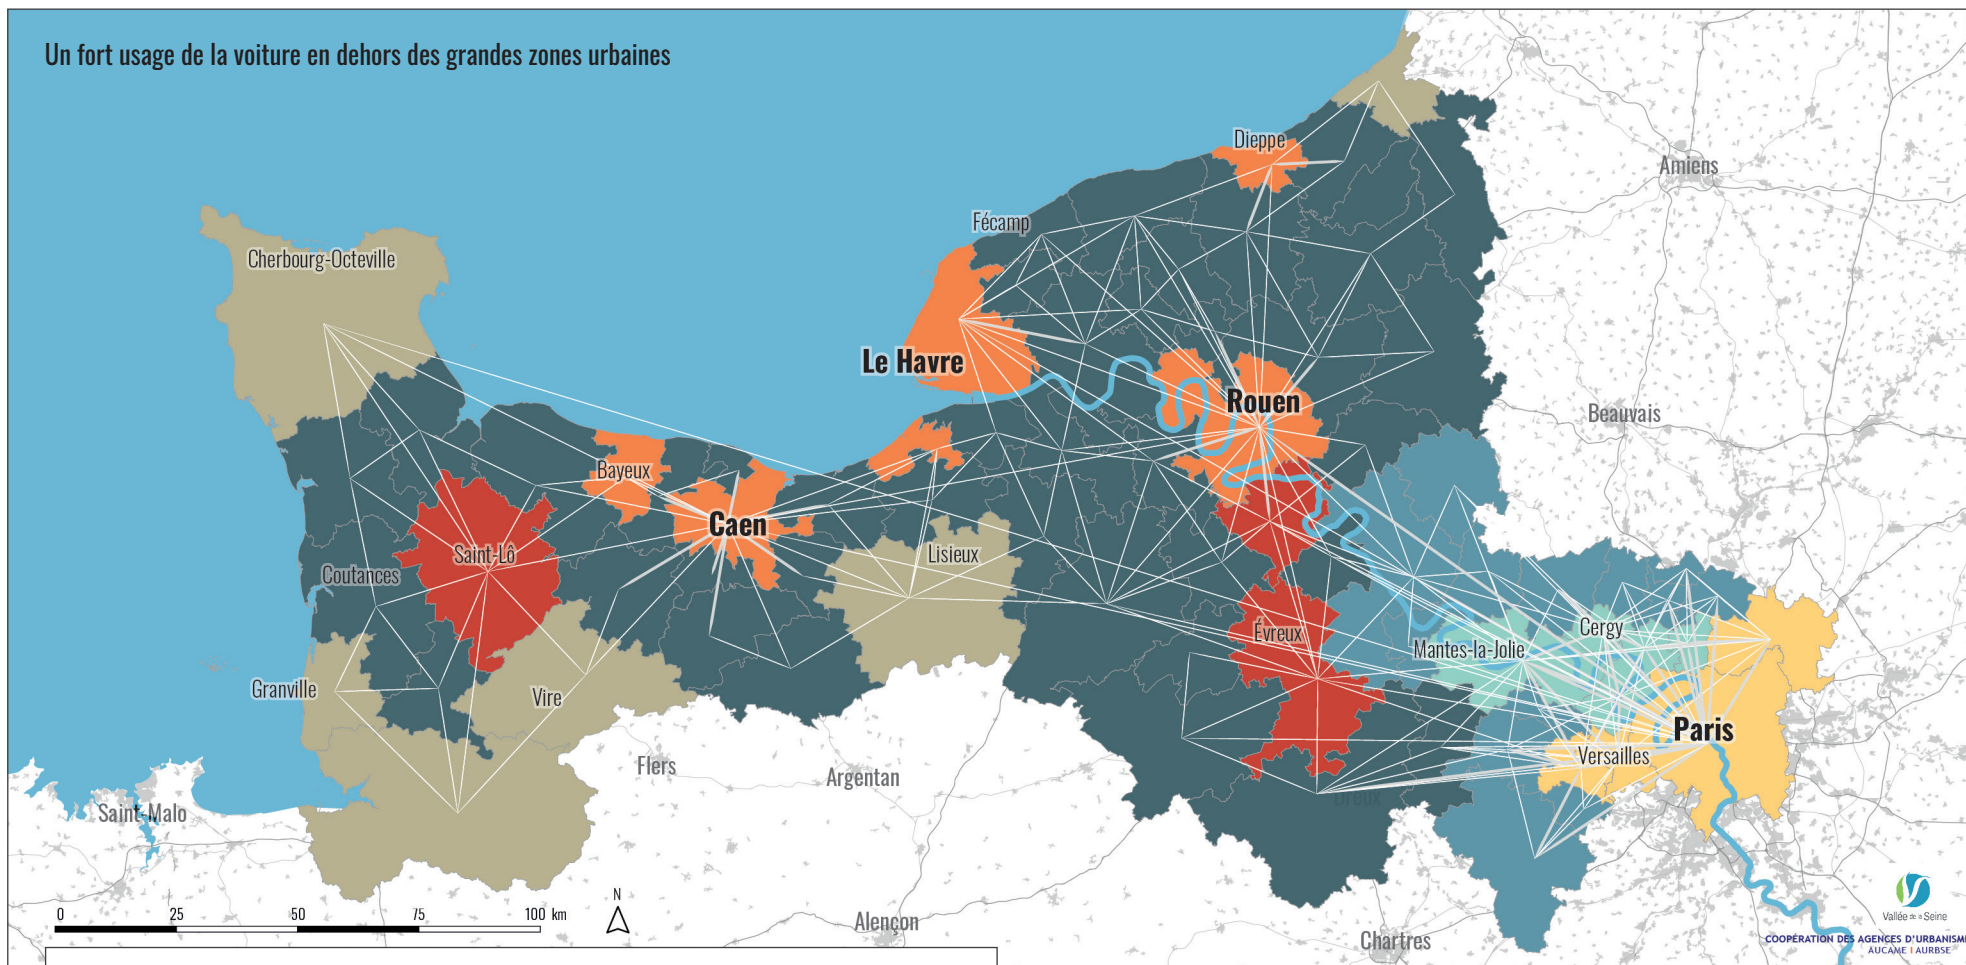 Un fort usage de la voiture en dehors des grandes zones urbaines
Dieppe
Amiens
Fécamp
Cherbourg-Octeville
Le Havre
Rouen
Beauvais
Bayeux
Caen
Saint-Lô
Lisieux
Coutances
Évreux
Cergy
Mantes-la-Jolie
Granville
Vire
Paris
Versailles
Flers
Argentan
Dreux
Saint-Malo
Alençon
Chartres
0 25 50 75 100 km
N
Vallée de la Seine
COOPÉRATION DES AGENCES D'URBANISME
AUCAME | AURBSE